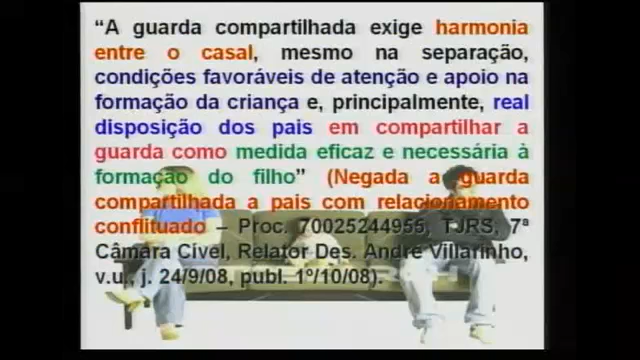 “A guarda compartilhada exige harmonia
entre o casal, mesmo na separação,
condições favoráveis de atenção e apoio na
formação da criança e, principalmente, real
disposição dos pais em compartilhar a
guarda como medida eficaz e necessária à
formação do filho” (Negada a guarda
compartilhada a pais com relacionamento
conflituado – Proc. 70025244955, TJRS, 7ª
Câmara Cível, Relator Des. André Villarinho,
v.u., j. 24/9/08, publ. 1º/10/08).